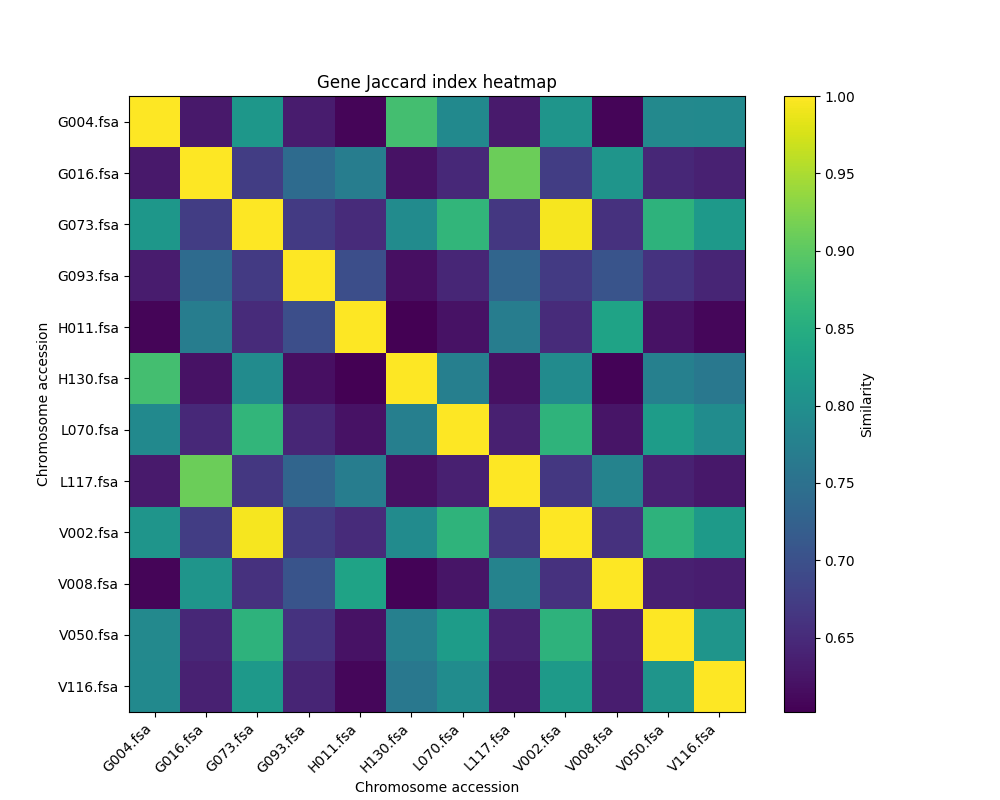 Gene Jaccard index heatmap
G004.fsa
G016.fsa
G073.fsa
G093.fsa
H011.fsa
H130.fsa
L070.fsa
L117.fsa
V002.fsa
V008.fsa
V050.fsa
V116.fsa
Chromosome accession
G004.fsa
G016.fsa
G073.fsa
G093.fsa
H011.fsa
H130.fsa
L070.fsa
L117.fsa
V002.fsa
V008.fsa
V050.fsa
V116.fsa
Chromosome accession
1.00
0.95
0.90
0.85
0.80
0.75
0.70
0.65
Similarity